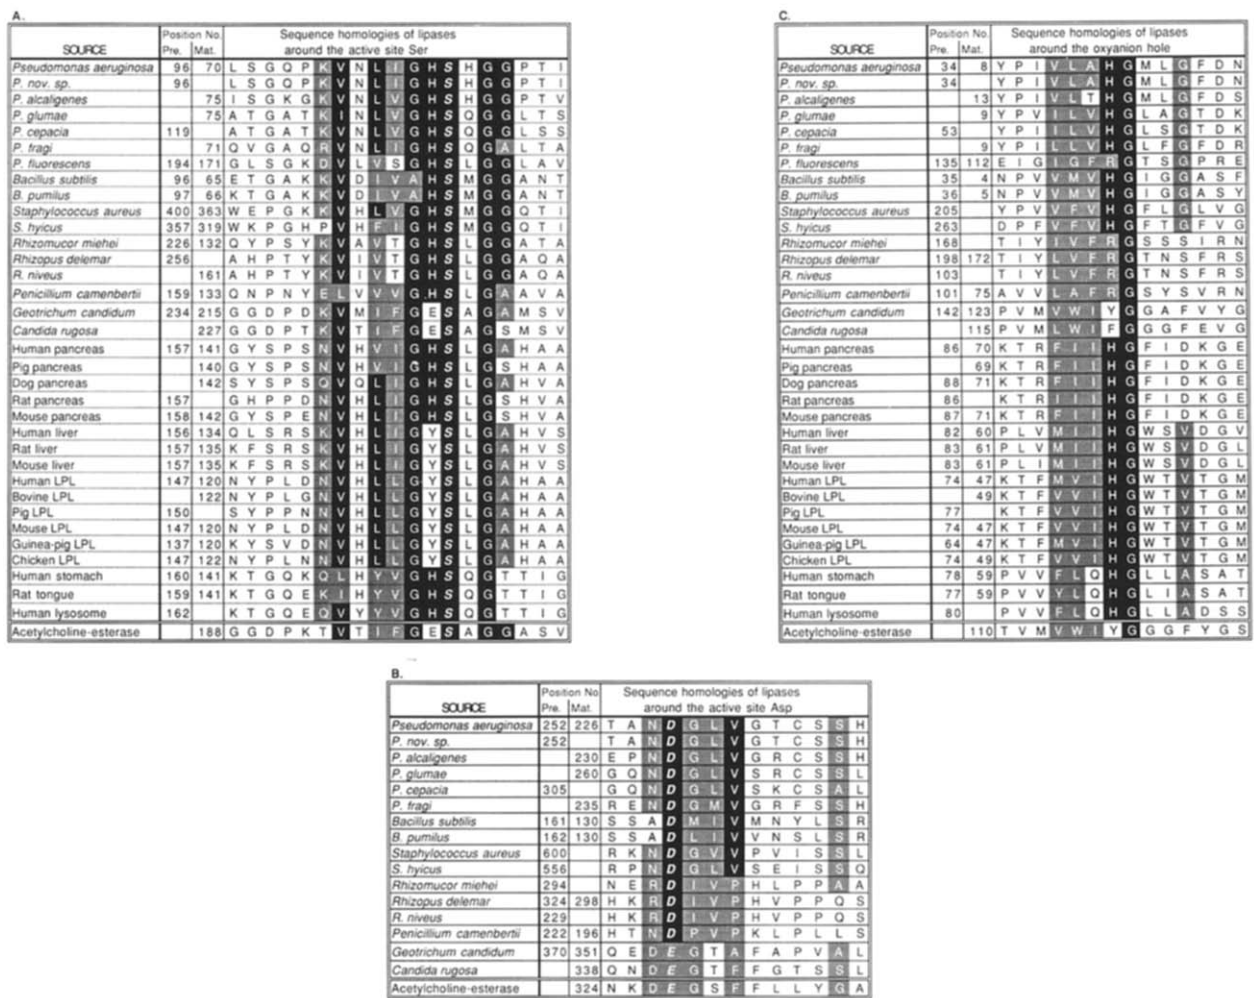 A.
SOURCE Position No. Sequence homologies of lipases
Pre. Mat. around the active site Ser
Pseudomonas aeruginosa 96 70 L S G Q P K V N L I G H S H G G P T I
P. nov. sp. 96 L S G Q P K V N L I G H S H G G P T I
P. alcaligenes 75 I S G K G K V N L V G H S H G G P T V
P. glumae 75 A T G A T K I N L V G H S Q G G L T S
P. cepacia 119 A T G A T K V N L V G H S Q G G L S S
P. fragi 71 Q V G A Q R V N L I G H S Q G A L T A
P. fluorescens 194 171 G L S G K D V L V S G H S L G G L A V
Bacillus subtilis 96 65 E T G A K K V D I V A H S M G G A N T
B. pumilus 97 66 K T G A K K V D I V A H S M G G A N T
Staphylococcus aureus 400 363 W E P G K K V H L V G H S M G G Q T I
S. hyicus 357 319 W K P G H P V H F I G H S M G G Q T I
Rhizomucor miehei 226 132 Q Y P S Y K V A V T G H S L G G A T A
Rhizopus delemar 256 A H P T Y K V I V T G H S L G G A Q A
R. niveus 161 A H P T Y K V I V T G H S L G G A Q A
Penicillium camenbertii 159 133 Q N P N Y E L V V V G H S L G A A V A
Geotrichum candidum 234 215 G G D P D K V M I F G E S A G A M S V
Candida rugosa 227 G G D P T K V T I F G E S A G S M S V
Human pancreas 157 141 G Y S P S N V H V I G H S L G A H A A
Pig pancreas 140 G Y S P S N V H V I G H S L G S H A A
Dog pancreas 142 S Y S P S Q V Q L I G H S L G A H V A
Rat pancreas 157 G H P P D N V H L I G H S L G S H V A
Mouse pancreas 158 142 G Y S P E N V H L I G H S L G S H V A
Human liver 156 134 Q L S R S K V H L I G Y S L G A H V S
Rat liver 157 135 K F S R S K V H L I G Y S L G A H V S
Mouse liver 157 135 K F S R S K V H L I G Y S L G A H V S
Human LPL 147 120 N Y P L D N V H L L G Y S L G A H A A
Bovine LPL 122 N Y P L G N V H L L G Y S L G A H A A
Pig LPL 150 S Y P P N N V H L L G Y S L G A H A A
Mouse LPL 147 120 N Y P L D N V H L L G Y S L G A H A A
Guinea-pig LPL 137 120 K Y S V D N V H L L G Y S L G A H A A
Chicken LPL 147 122 N Y P L N N V H L L G Y S L G A H A A
Human stomach 160 141 K T G Q K Q L H Y V G H S Q G T T I G
Rat tongue 159 141 K T G Q E K I H Y V G H S Q G T T I G
Human lysosome 162 K T G Q E Q V Y Y V G H S Q G T T I G
Acetylcholine-esterase 188 G G D P K T V T I F G E S A G G A S V
C.
SOURCE Position No. Sequence homologies of lipases
Pre. Mat. around the oxyanion hole
Pseudomonas aeruginosa 34 8 Y P I V L A H G M L G F D N
P. nov. sp. 34 Y P I V L A H G M L G F D N
P. alcaligenes 13 Y P I V L T H G M L G F D S
P. glumae 9 Y P V I L V H G L A G T D K
P. cepacia 53 Y P I I L V H G L S G T D K
P. fragi 9 Y P I L L V H G L F G F D R
P. fluorescens 135 112 E I G I G F R G T S G P R E
Bacillus subtilis 35 4 N P V V M V H G I G G A S F
B. pumilus 36 5 N P V V M V H G I G G A S Y
Staphylococcus aureus 205 Y P V V F V H G F L G L V G
S. hyicus 263 D P F V F V H G F T G F V G
Rhizomucor miehei 168 T I Y I V F R G S S S I R N
Rhizopus delemar 198 172 T I Y L V F R G T N S F R S
R. niveus 103 T I Y L V F R G T N S F R S
Penicillium camenbertii 101 75 A V V L A F R G S Y S V R N
Geotrichum candidum 142 123 P V M V W I Y G G A F V Y G
Candida rugosa 115 P V M L W I F G G G F E V G
Human pancreas 86 70 K T R F I I H G F I D K G E
Pig pancreas 69 K T R F I I H G F I D K G E
Dog pancreas 88 71 K T R F I I H G F I D K G E
Rat pancreas 86 K T R I I I H G F I D K G E
Mouse pancreas 87 71 K T R F I I H G F I D K G E
Human liver 82 60 P L V M I I H G W S V D G V
Rat liver 83 61 P L V M I I H G W S V D G L
Mouse liver 83 61 P L I M I I H G W S V D G L
Human LPL 74 47 K T F M V I H G W T V T G M
Bovine LPL 49 K T F V V I H G W T V T G M
Pig LPL 77 K T F V V I H G W T V T G M
Mouse LPL 74 47 K T F V V I H G W T V T G M
Guinea-pig LPL 64 47 K T F M V I H G W T V T G M
Chicken LPL 74 49 K T F V V I H G W T V T G M
Human stomach 78 59 P V V F L Q H G L L A S A T
Rat tongue 77 59 P V V Y L Q H G L I A S A T
Human lysosome 80 P V V F L Q H G L L A D S S
Acetylcholine-esterase 110 T V M V W I Y G G G F Y G S
B.
SOURCE Position No Sequence homologies of lipases
Pre. Mat. around the active site Asp
Pseudomonas aeruginosa 252 226 T A N D G L V G T C S S H
P. nov. sp. 252 T A N D G L V G T C S S H
P. alcaligenes 230 E P N D G L V G R C S S H
P. glumae 260 G Q N D G L V S R C S S L
P. cepacia 305 G Q N D G L V S K C S A L
P. fragi 235 R E N D G M V G R F S S H
Bacillus subtilis 161 130 S S A D M I V M N Y L S R
B. pumilus 162 130 S S A D L I V V N S L S R
Staphylococcus aureus 600 R K N D G V V P V I S S L
S. hyicus 556 R P N D G L V S E I S S Q
Rhizomucor miehei 294 N E R D I V P H L P P A A
Rhizopus delemar 324 298 H K R D I V P H V P P Q S
R. niveus 229 H K R D I V P H V P P Q S
Penicillium camenbertii 222 196 H T N D P V P K L P L L S
Geotrichum candidum 370 351 Q E D E G T A F A P V A L
Candida rugosa 338 Q N D E G T F F G T S S L
Acetylcholine-esterase 324 N K D E G S F F L L Y G A